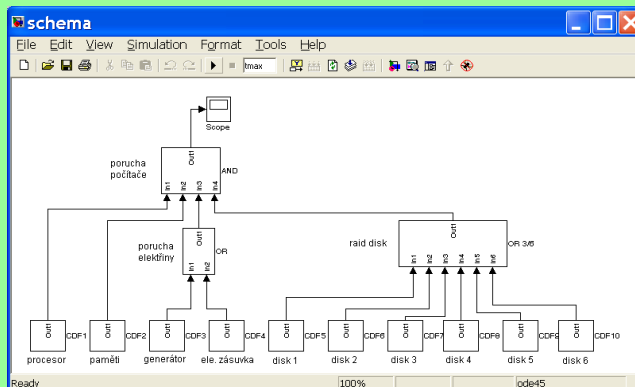 schema
File Edit View Simulation Format Tools Help
tmax
Scope
Out1
porucha
počítače
AND
In1 In2 In3 In4
Out1
porucha
elektřiny
OR
In1 In2
Out1
raid disk
OR 3/6
In1 In2 In3 In4 In5 In6
Out1 Out1 Out1 Out1 Out1 Out1 Out1 Out1 Out1 Out1
CDF1 CDF2 CDF3 CDF4 CDF5 CDF6 CDF7 CDF8 CDF9 CDF10
procesor paměti generátor ele. zásuvka disk 1 disk 2 disk 3 disk 4 disk 5 disk 6
Ready 100% ode45